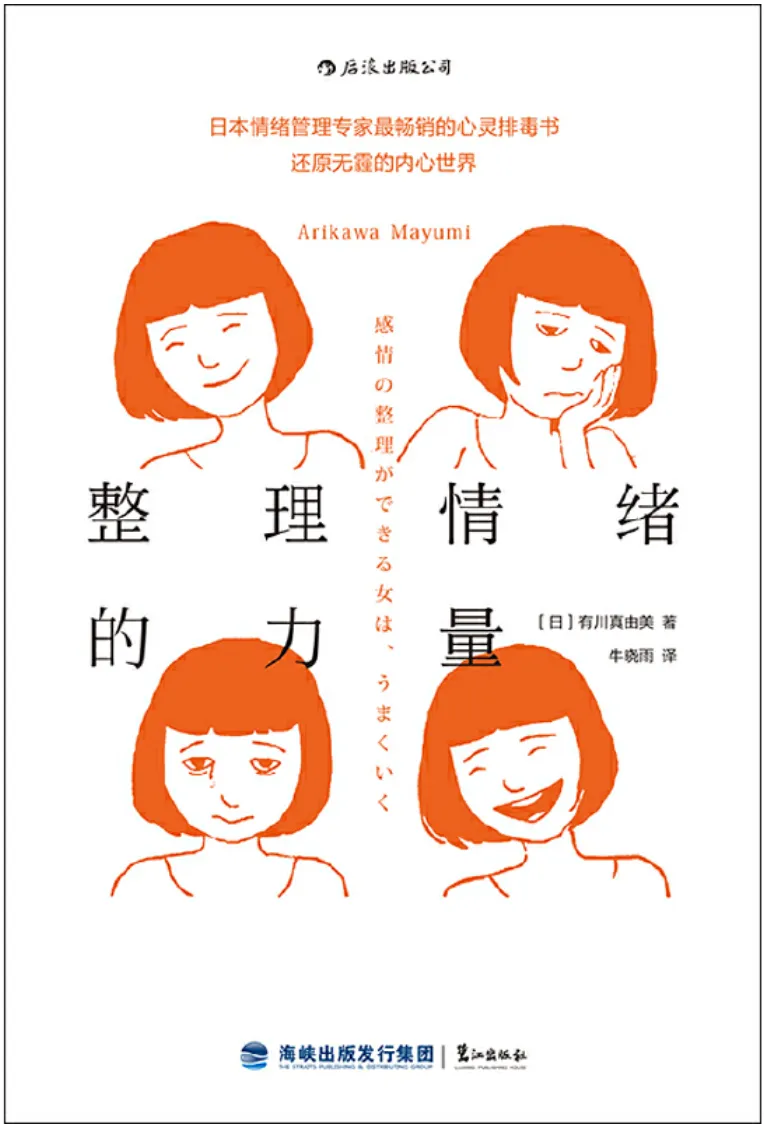 后浪出版公司
日本情绪管理专家最畅销的心灵排毒书
还原无霾的内心世界
Arikawa Mayumi
感情の整理ができる女は、うまくいく
整理情绪
的力量
[日]有川真由美 著
牛晓雨 译
海峡出版发行集团 | 鹭江出版社
THE STRAITS PUBLISHING & DISTRIBUTING GROUP
LUJIANG PUBLISHING HOUSE